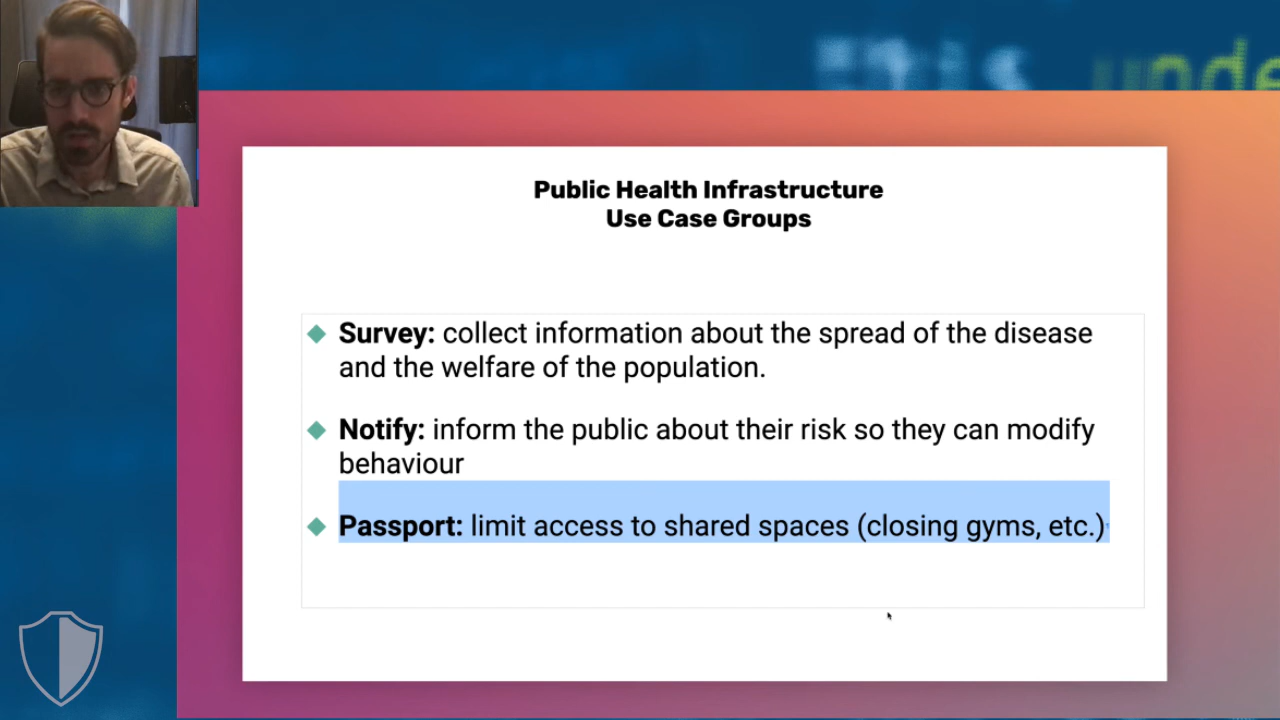 unde
Public Health Infrastructure
Use Case Groups
Survey: collect information about the spread of the disease
and the welfare of the population.
Notify: inform the public about their risk so they can modify
behaviour
Passport: limit access to shared spaces (closing gyms, etc.)